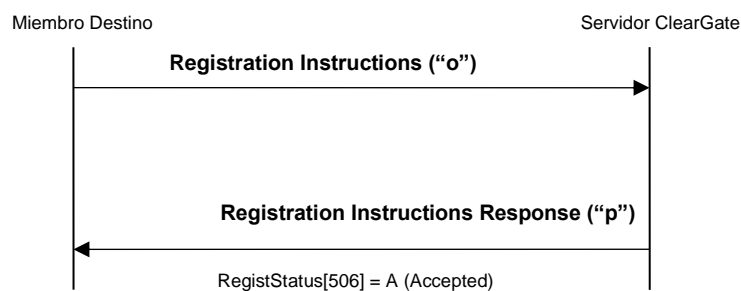 Miembro Destino
Servidor ClearGate
Registration Instructions (“o”)
Registration Instructions Response (“p”)
RegistStatus[506] = A (Accepted)